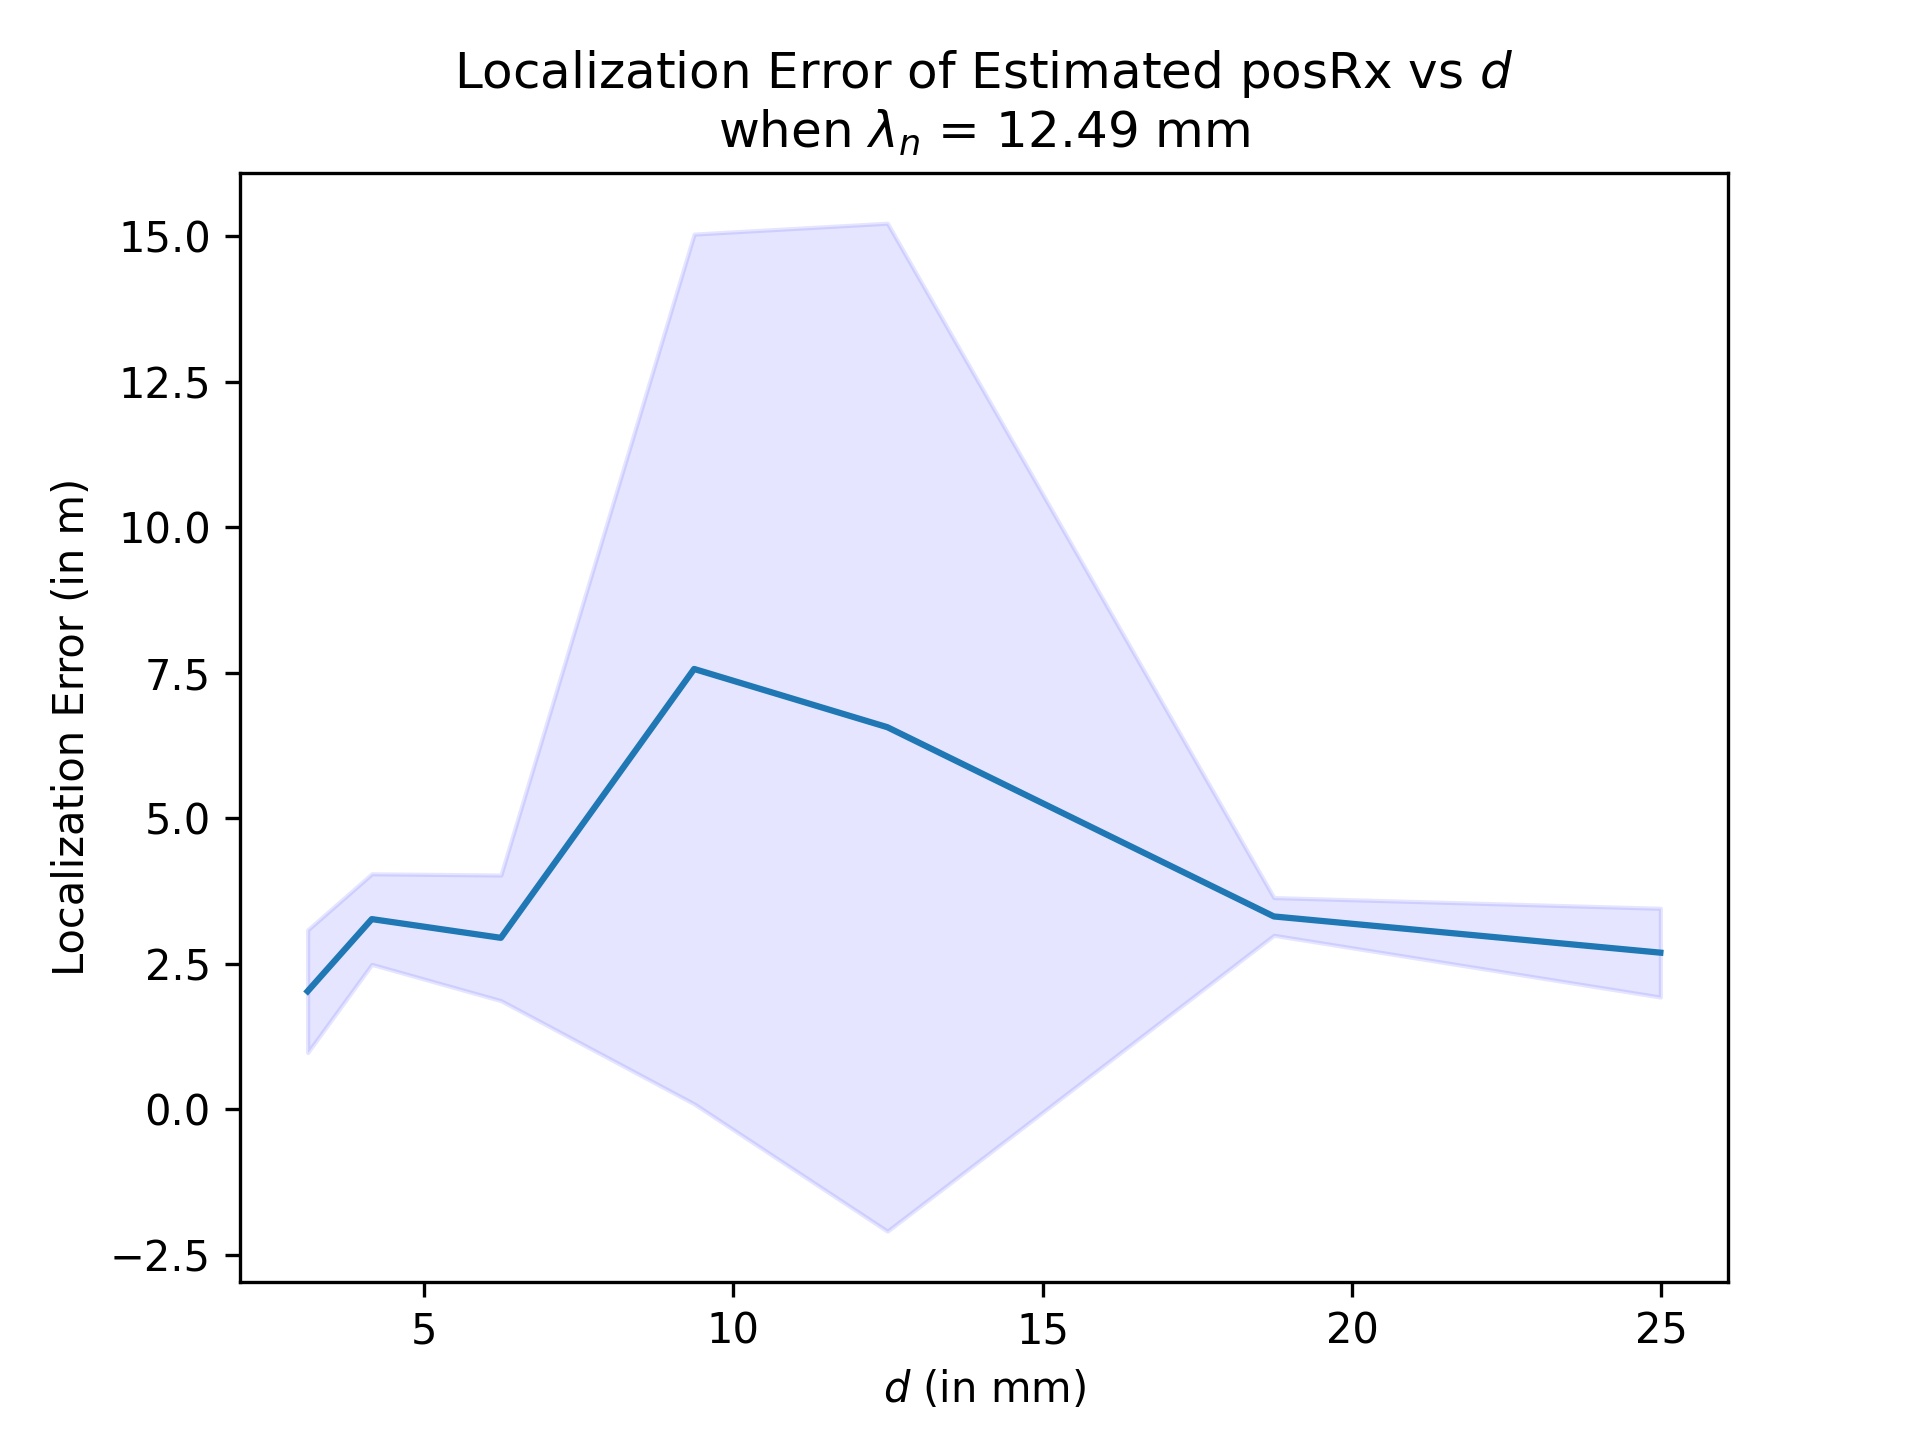 Localization Error of Estimated posRx vs d
when λₙ = 12.49 mm
15.0
12.5
10.0
7.5
5.0
2.5
0.0
−2.5
Localization Error (in m)
5 10 15 20 25
d (in mm)